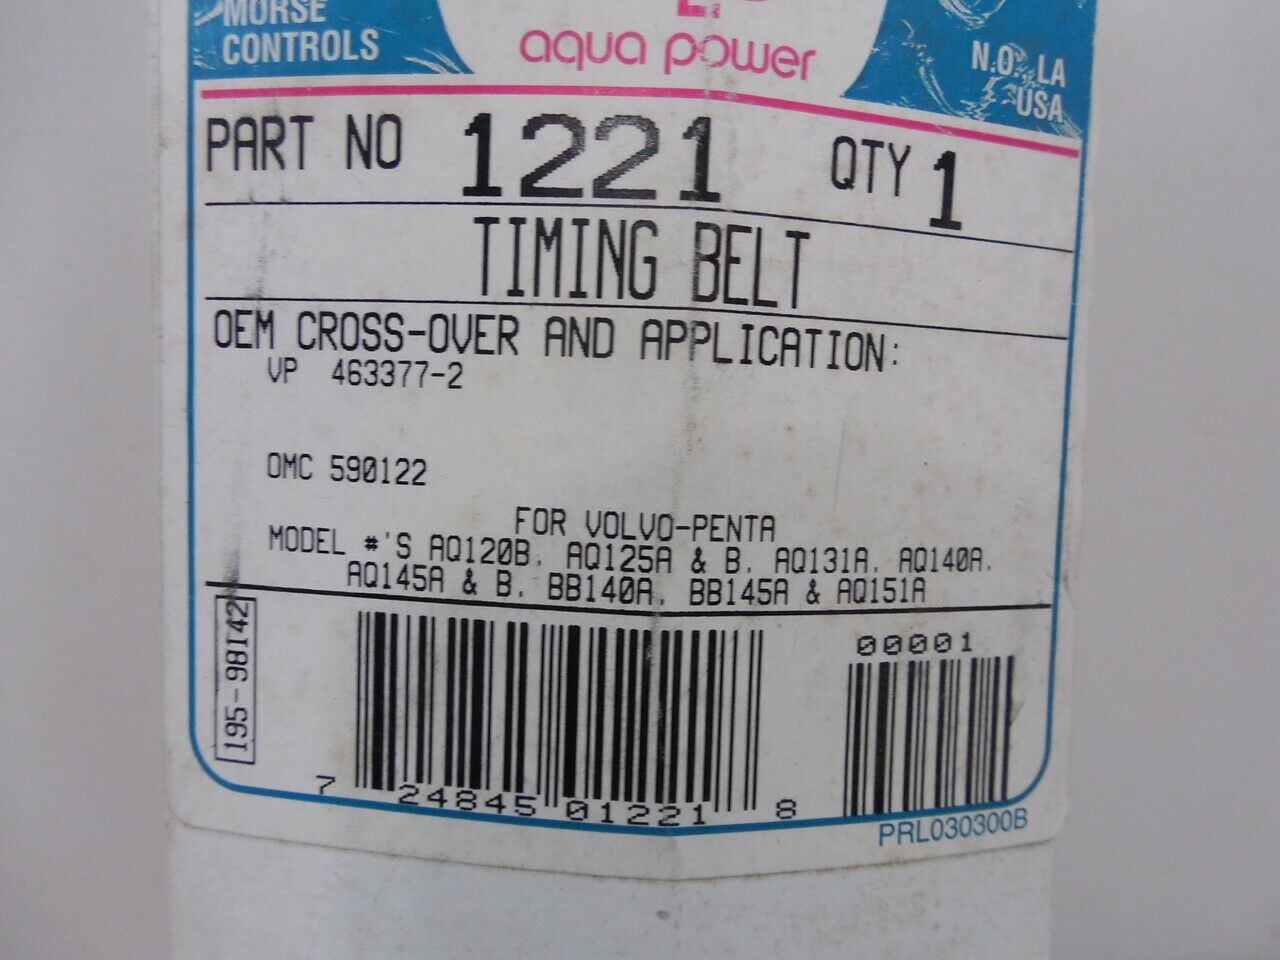 MORSE
CONTROLS
aqua power
N.O., LA
USA
PART NO 1221 QTY 1
TIMING BELT
OEM CROSS-OVER AND APPLICATION:
VP 463377-2
OMC 590122
FOR VOLVO-PENTA
MODEL #'S AQ120B, AQ125A & B, AQ131A, AQ140A,
AQ145A & B, BB140A, BB145A & AQ151A
195-98142
00001
7 24845 01221 8
PRL030300B